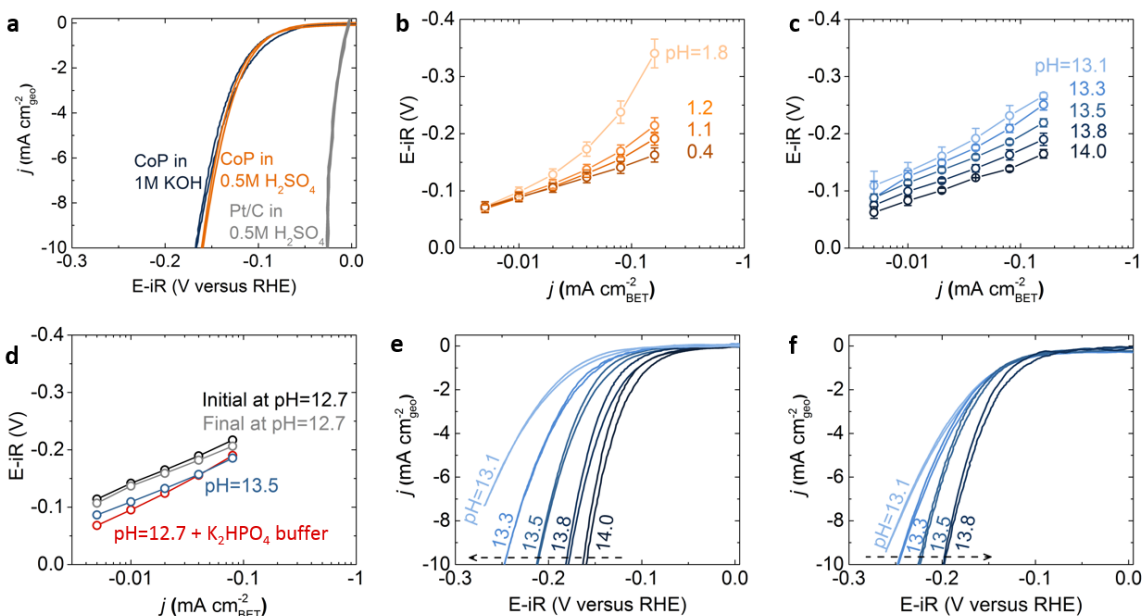 a
0
-2
-4
-6
-8
-10
j (mA cm⁻²geo)
CoP in
1M KOH
CoP in
0.5M H₂SO₄
Pt/C in
0.5M H₂SO₄
-0.3
-0.2
-0.1
0.0
E-iR (V versus RHE)
b
-0.4
-0.3
-0.2
-0.1
0.0
E-iR (V)
pH=1.8
1.2
1.1
0.4
-0.01
-0.1
-1
j (mA cm⁻²BET)
c
-0.4
-0.3
-0.2
-0.1
0.0
E-iR (V)
pH=13.1
13.3
13.5
13.8
14.0
-0.01
-0.1
-1
j (mA cm⁻²BET)
d
-0.4
-0.3
-0.2
-0.1
0.0
E-iR (V)
Initial at pH=12.7
Final at pH=12.7
pH=13.5
pH=12.7 + K₂HPO₄ buffer
-0.01
-0.1
-1
j (mA cm⁻²BET)
e
0
-2
-4
-6
-8
-10
j (mA cm⁻²geo)
pH=13.1
13.3
13.5
13.8
14.0
-0.3
-0.2
-0.1
0.0
E-iR (V versus RHE)
f
0
-2
-4
-6
-8
-10
j (mA cm⁻²geo)
pH=13.1
13.3
13.5
13.8
-0.3
-0.2
-0.1
0.0
E-iR (V versus RHE)